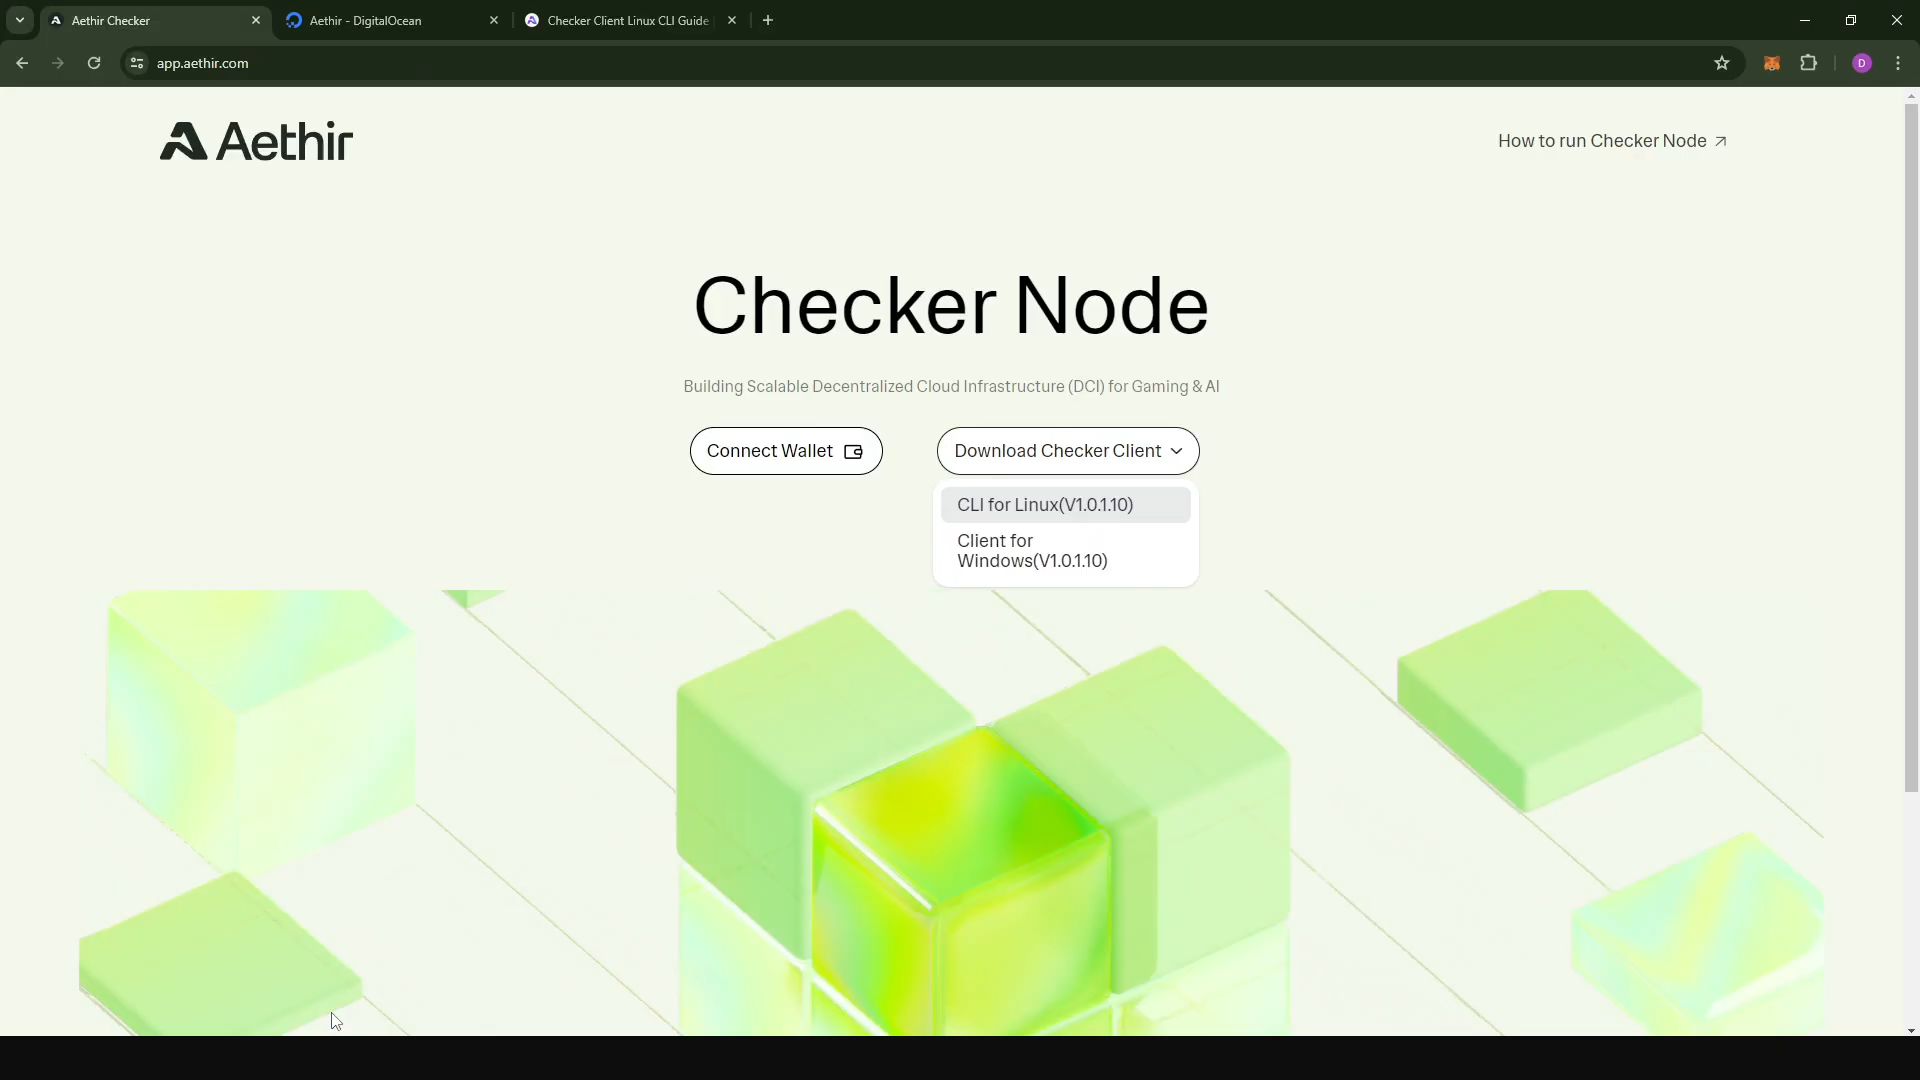 Aethir Checker
Aethir - DigitalOcean
Checker Client Linux CLI Guide
app.aethir.com
D
Aethir
How to run Checker Node
Checker Node
Building Scalable Decentralized Cloud Infrastructure (DCI) for Gaming & AI
Connect Wallet
Download Checker Client
CLI for Linux(V1.0.1.10)
Client for
Windows(V1.0.1.10)